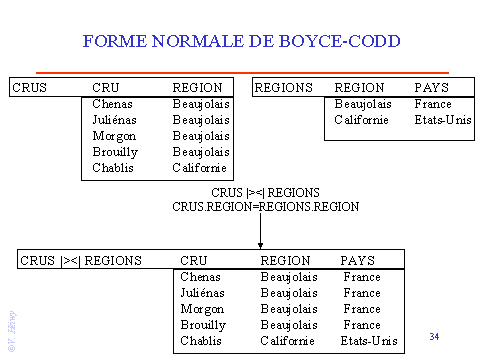 FORME NORMALE DE BOYCE-CODD
CRUS CRU REGION
Chenas Beaujolais
Juliénas Beaujolais
Morgon Beaujolais
Brouilly Beaujolais
Chablis Californie
REGIONS REGION PAYS
Beaujolais France
Californie Etats-Unis
CRUS |><| REGIONS
CRUS.REGION=REGIONS.REGION
CRUS |><| REGIONS CRU REGION PAYS
Chenas Beaujolais France
Juliénas Beaujolais France
Morgon Beaujolais France
Brouilly Beaujolais France
Chablis Californie Etats-Unis
34